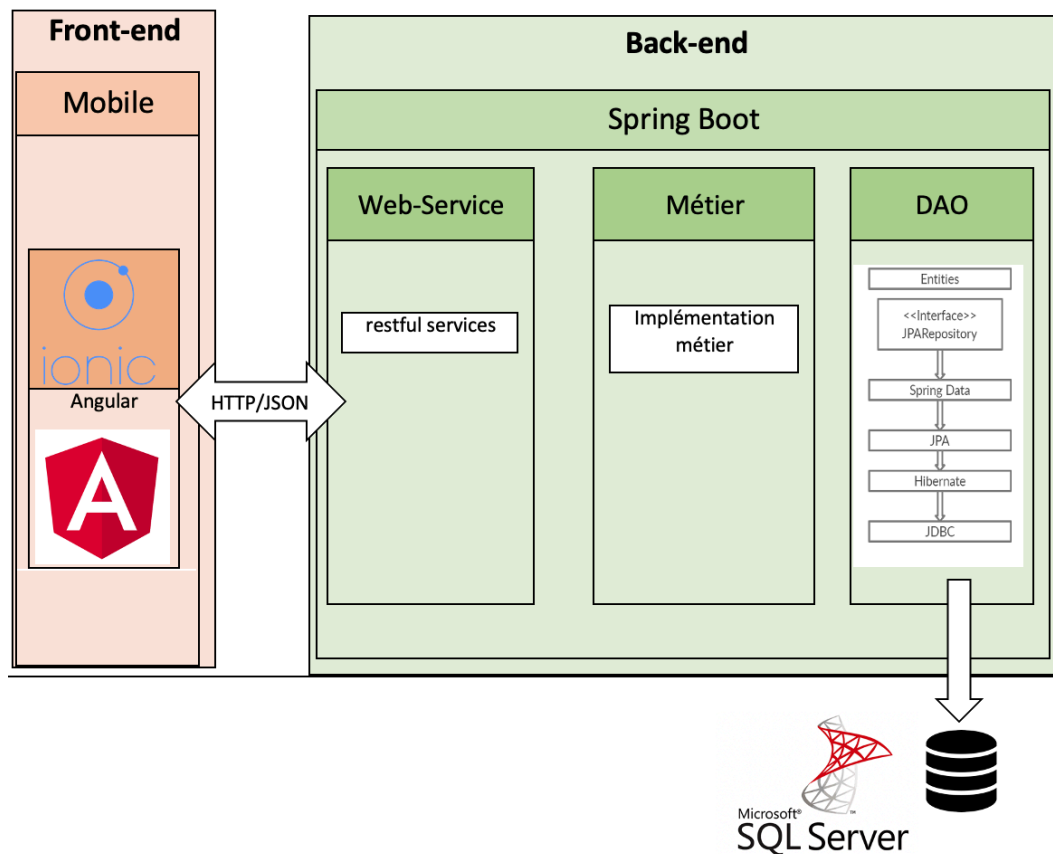 Front-end
Mobile
ionic
Angular
HTTP/JSON
Back-end
Spring Boot
Web-Service
restful services
Métier
Implémentation
métier
DAO
Entities
<<Interface>>
JPARepository
Spring Data
JPA
Hibernate
JDBC
Microsoft®
SQL Server